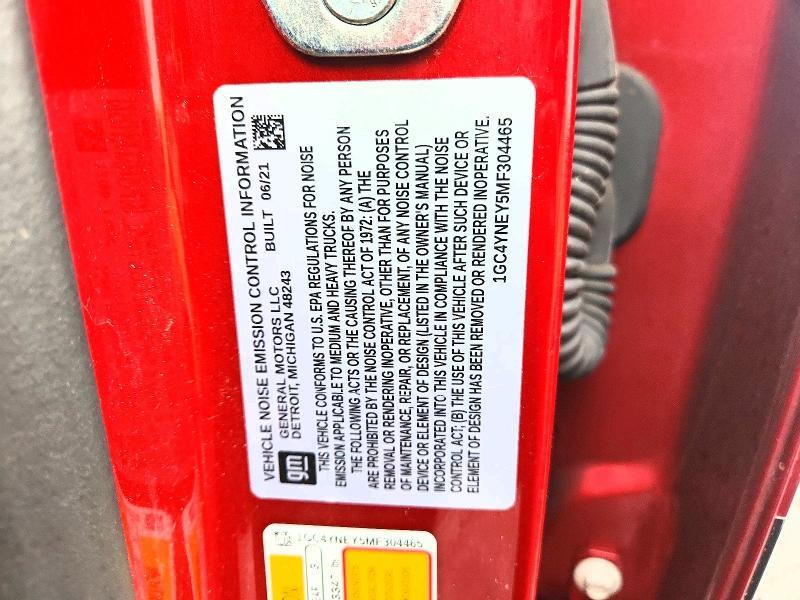 VEHICLE NOISE EMISSION CONTROL INFORMATION
GENERAL MOTORS LLC
DETROIT, MICHIGAN 48243
BUILT 06/21
gm
THIS VEHICLE CONFORMS TO U.S. EPA REGULATIONS FOR NOISE
EMISSION APPLICABLE TO MEDIUM AND HEAVY TRUCKS.
THE FOLLOWING ACTS OR THE CAUSING THEREOF BY ANY PERSON
ARE PROHIBITED BY THE NOISE CONTROL ACT OF 1972: (A) THE
REMOVAL OR RENDERING INOPERATIVE, OTHER THAN FOR PURPOSES
OF MAINTENANCE, REPAIR, OR REPLACEMENT, OF ANY NOISE CONTROL
DEVICE OR ELEMENT OF DESIGN (LISTED IN THE OWNER'S MANUAL)
INCORPORATED INTO THIS VEHICLE IN COMPLIANCE WITH THE NOISE
CONTROL ACT; (B) THE USE OF THIS VEHICLE AFTER SUCH DEVICE OR
ELEMENT OF DESIGN HAS BEEN REMOVED OR RENDERED INOPERATIVE.
1GC4YNEY5MF304465
1GC4YNEY5MF304465